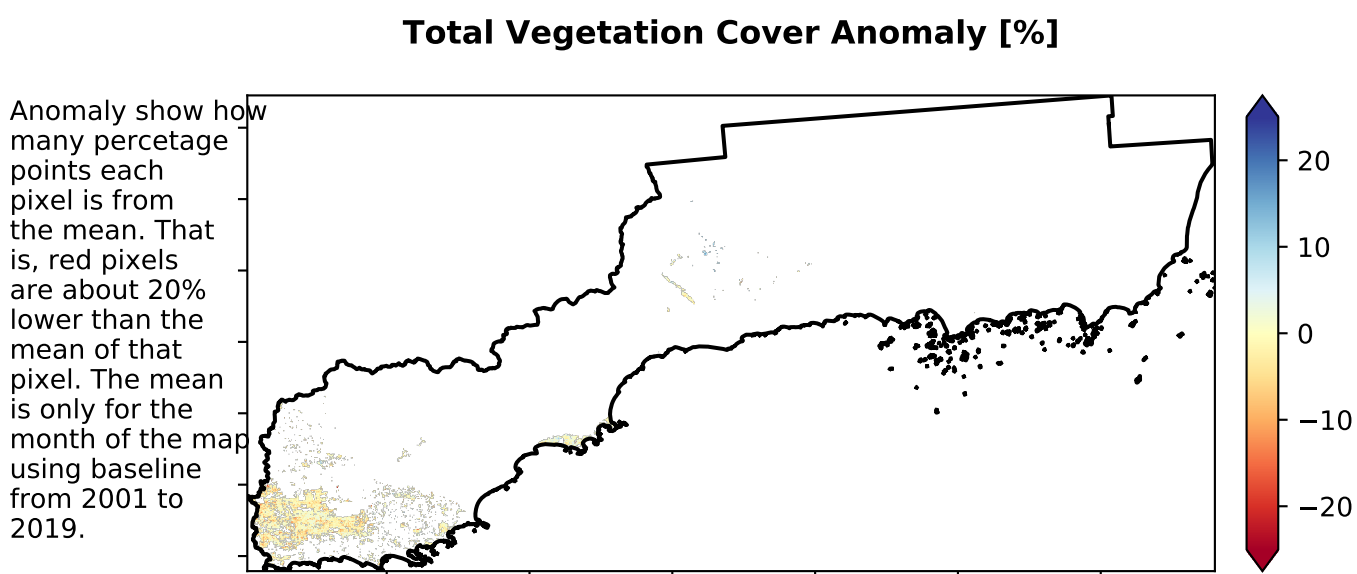 Total Vegetation Cover Anomaly [%]
Anomaly show how
many percetage
points each
pixel is from
the mean. That
is, red pixels
are about 20%
lower than the
mean of that
pixel. The mean
is only for the
month of the map
using baseline
from 2001 to
2019.
20
10
0
−10
−20